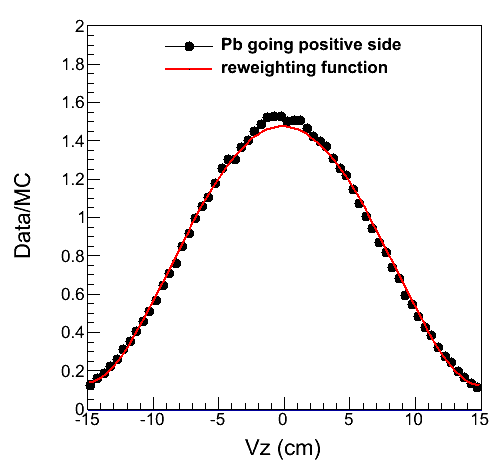 2
Pb going positive side
1.8
reweighting function
1.6
1.4
1.2
Data/MC
1
0.8
0.6
0.4
0.2
0
-15 -10 -5 -0 5 10 15
Vz (cm)